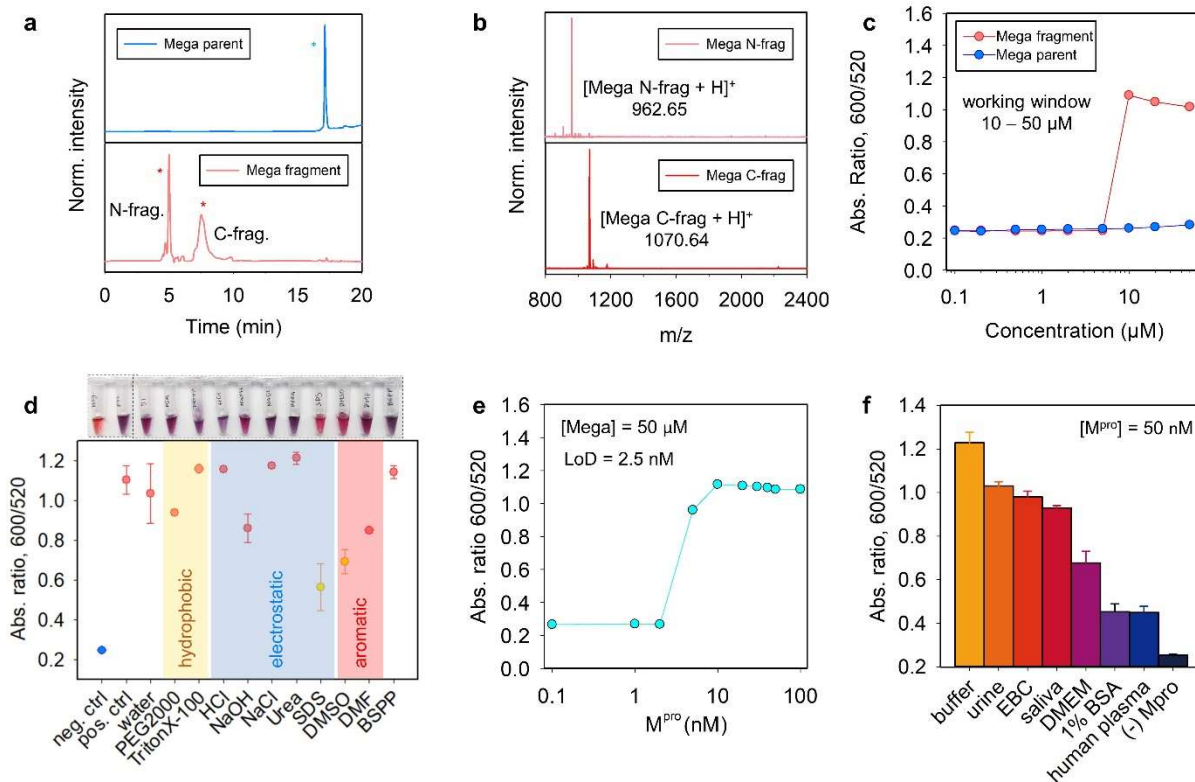 a
Mega parent
*
Mega fragment
*
N-frag.
*
C-frag.
Norm. intensity
0 5 10 15 20
Time (min)
b
Mega N-frag
[Mega N-frag + H]+
962.65
Mega C-frag
[Mega C-frag + H]+
1070.64
Norm. intensity
800 1200 1600 2000 2400
m/z
c
Mega fragment
Mega parent
working window
10 – 50 µM
Abs. Ratio, 600/520
1.6
1.4
1.2
1.0
0.8
0.6
0.4
0.2
0.0
0.1 1 10
Concentration (µM)
d
Abs. ratio, 600/520
1.2
1.0
0.8
0.6
0.4
0.2
hydrophobic
electrostatic
aromatic
neg. ctrl
pos. ctrl
water
PEG2000
TritonX-100
HCl
NaOH
NaCl
Urea
SDS
DMSO
DMF
BSPP
e
[Mega] = 50 µM
LoD = 2.5 nM
Abs. ratio 600/520
1.6
1.4
1.2
1.0
0.8
0.6
0.4
0.2
0.0
0.1 1 10 100
Mpro (nM)
f
[Mpro] = 50 nM
Abs. ratio, 600/520
1.4
1.2
1.0
0.8
0.6
0.4
0.2
buffer
urine
EBC
saliva
DMEM
1% BSA
human plasma
(-) Mpro